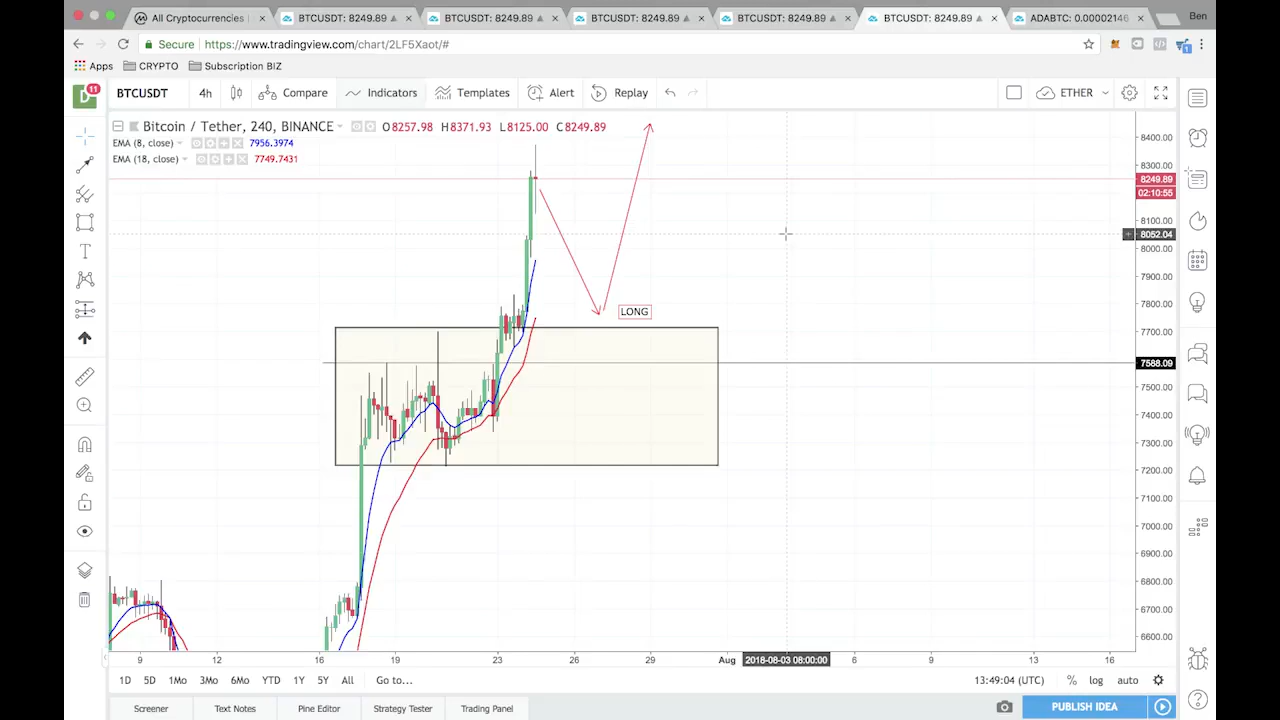 All Cryptocurrencies
BTCUSDT: 8249.89
BTCUSDT: 8249.89
BTCUSDT: 8249.89
BTCUSDT: 8249.89
BTCUSDT: 8249.89
ADABTC: 0.00002146
Ben
Secure https://www.tradingview.com/chart/2LF5Xaot/#
1
Apps CRYPTO Subscription BIZ
D 11
BTCUSDT 4h Compare Indicators Templates Alert Replay ETHER
Bitcoin / Tether, 240, BINANCE O8257.98 H8371.93 L8125.00 C8249.89
EMA (8, close) 7956.3974
EMA (18, close) 7749.7431
LONG
8400.00
8300.00
8249.89
02:10:55
8100.00
8052.04
8000.00
7900.00
7800.00
7700.00
7588.09
7500.00
7400.00
7300.00
7200.00
7100.00
7000.00
6900.00
6800.00
6700.00
6600.00
9 12 16 19 23 26 29 Aug 2018-08-03 08:00:00 6 9 13 16
1D 5D 1Mo 3Mo 6Mo YTD 1Y 5Y All Go to... 13:49:04 (UTC) % log auto
Screener Text Notes Pine Editor Strategy Tester Trading Panel PUBLISH IDEA